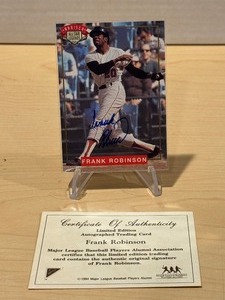 20
FRANK ROBINSON
Certificate Of Authenticity
Limited Edition
Autographed Trading Card
Frank Robinson
Major League Baseball Players Alumni Association
certifies that this limited edition trading
card contains the authentic original signature
of Frank Robinson.
© 1994 Major League Baseball Players Alumni